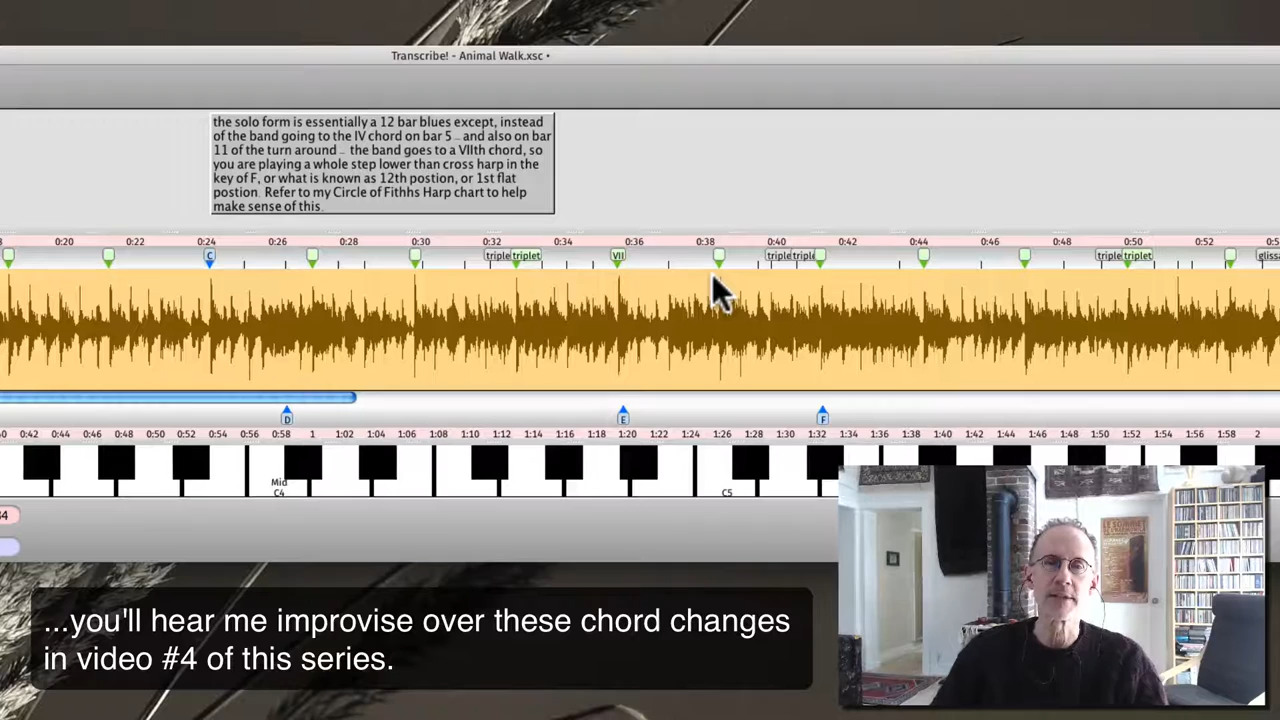 Transcribe! - Animal Walk.xsc •
the solo form is essentially a 12 bar blues except, instead
of the band going to the IV chord on bar 5 .. and also on bar
11 of the turn around .. the band goes to a VIIth chord, so
you are playing a whole step lower than cross harp in the
key of F, or what is known as 12th postion, or 1st flat
postion. Refer to my Circle of Fithhs Harp chart to help
make sense of this.
0:20 0:22 0:24 0:26 0:28 0:30 0:32 0:34 0:36 0:38 0:40 0:42 0:44 0:46 0:48 0:50 0:52
C triple triplet VII triple triple triple triplet gliss
D E F
0:42 0:44 0:46 0:48 0:50 0:52 0:54 0:56 0:58 1 1:02 1:04 1:06 1:08 1:10 1:12 1:14 1:16 1:18 1:20 1:22 1:24 1:26 1:28 1:30 1:32 1:34 1:36 1:38 1:40 1:42 1:44 1:46 1:48 1:50 1:52 1:54 1:56 1:58 2
Mid
C4 C5
...you'll hear me improvise over these chord changes
in video #4 of this series.